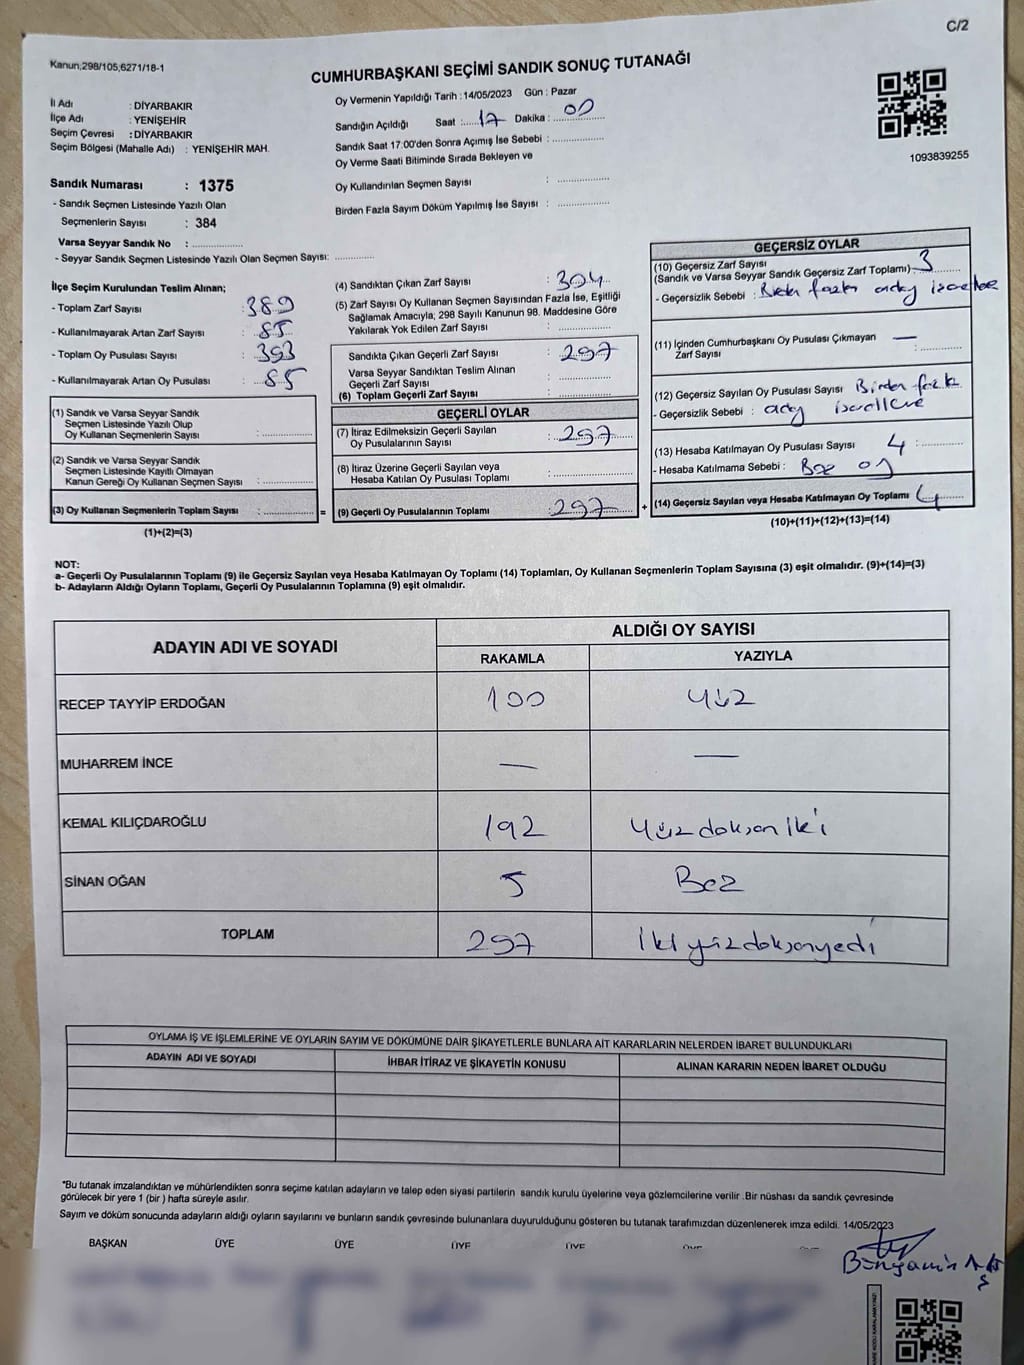 C/2
Kanun;298/105,6271/18-1
CUMHURBAŞKANI SEÇİMİ SANDIK SONUÇ TUTANAĞI
İl Adı : DİYARBAKIR
İlçe Adı : YENİŞEHİR
Seçim Çevresi : DİYARBAKIR
Seçim Bölgesi (Mahalle Adı) : YENİŞEHİR MAH.
Oy Vermenin Yapıldığı Tarih : 14/05/2023 Gün : Pazar
Sandığın Açıldığı Saat : 17 Dakika : 00
Sandık Saat 17:00'den Sonra Açımış İse Sebebi :
Oy Verme Saati Bitiminde Sırada Bekleyen ve
Oy Kullandırılan Seçmen Sayısı :
Birden Fazla Sayım Döküm Yapılmış İse Sayısı :
1093839255
Sandık Numarası : 1375
- Sandık Seçmen Listesinde Yazılı Olan
Seçmenlerin Sayısı : 384
Varsa Seyyar Sandık No :
- Seyyar Sandık Seçmen Listesinde Yazılı Olan Seçmen Sayısı:
İlçe Seçim Kurulundan Teslim Alınan;
- Toplam Zarf Sayısı : 389
- Kullanılmayarak Artan Zarf Sayısı : 85
- Toplam Oy Pusulası Sayısı : 393
- Kullanılmayarak Artan Oy Pusulası : 85
(1) Sandık ve Varsa Seyyar Sandık
Seçmen Listesinde Yazılı Olup
Oy Kullanan Seçmenlerin Sayısı :
(2) Sandık ve Varsa Seyyar Sandık
Seçmen Listesinde Kayıtlı Olmayan
Kanun Gereği Oy Kullanan Seçmen Sayısı :
(3) Oy Kullanan Seçmenlerin Toplam Sayısı : =
(1)+(2)=(3)
(4) Sandıktan Çıkan Zarf Sayısı : 304
(5) Zarf Sayısı Oy Kullanan Seçmen Sayısından Fazla İse, Eşitliği
Sağlamak Amacıyla; 298 Sayılı Kanunun 98. Maddesine Göre
Yakılarak Yok Edilen Zarf Sayısı :
Sandıkta Çıkan Geçerli Zarf Sayısı : 297
Varsa Seyyar Sandıktan Teslim Alınan
Geçerli Zarf Sayısı :
(6) Toplam Geçerli Zarf Sayısı :
GEÇERLİ OYLAR
(7) İtiraz Edilmeksizin Geçerli Sayılan
Oy Pusulalarının Sayısı : 297
(8) İtiraz Üzerine Geçerli Sayılan veya
Hesaba Katılan Oy Pusulası Toplamı :
(9) Geçerli Oy Pusulalarının Toplamı : 297 +
GEÇERSİZ OYLAR
(10) Geçersiz Zarf Sayısı
(Sandık ve Varsa Seyyar Sandık Geçersiz Zarf Toplamı) : 3
- Geçersizlik Sebebi : Birden fazla aday
(11) İçinden Cumhurbaşkanı Oy Pusulası Çıkmayan
Zarf Sayısı : —
(12) Geçersiz Sayılan Oy Pusulası Sayısı Birden fazla
- Geçersizlik Sebebi : aday
(13) Hesaba Katılmayan Oy Pusulası Sayısı 4 :
- Hesaba Katılmama Sebebi : Boş oy
(14) Geçersiz Sayılan veya Hesaba Katılmayan Oy Toplamı : 4
(10)+(11)+(12)+(13)=(14)
NOT:
a- Geçerli Oy Pusulalarının Toplamı (9) ile Geçersiz Sayılan veya Hesaba Katılmayan Oy Toplamı (14) Toplamları, Oy Kullanan Seçmenlerin Toplam Sayısına (3) eşit olmalıdır. (9)+(14)=(3)
b- Adayların Aldığı Oyların Toplamı, Geçerli Oy Pusulalarının Toplamına (9) eşit olmalıdır.
ADAYIN ADI VE SOYADI ALDIĞI OY SAYISI
RAKAMLA YAZIYLA
RECEP TAYYİP ERDOĞAN 100 Yüz
MUHARREM İNCE — —
KEMAL KILIÇDAROĞLU 192 Yüzdoksaniki
SİNAN OĞAN 5 Beş
TOPLAM 297 İkiyüzdoksanyedi
OYLAMA İŞ VE İŞLEMLERİNE VE OYLARIN SAYIM VE DÖKÜMÜNE DAİR ŞİKAYETLERLE BUNLARA AİT KARARLARIN NELERDEN İBARET BULUNDUKLARI
ADAYIN ADI VE SOYADI İHBAR İTİRAZ VE ŞİKAYETİN KONUSU ALINAN KARARIN NEDEN İBARET OLDUĞU
"Bu tutanak imzalandıktan ve mühürlendikten sonra seçime katılan adayların ve talep eden siyasi partilerin sandık kurulu üyelerine veya gözlemcilerine verilir .Bir nüshası da sandık çevresinde
görülecek bir yere 1 (bir ) hafta süreyle asılır.
Sayım ve döküm sonucunda adayların aldığı oyların sayılarını ve bunların sandık çevresinde bulunanlara duyurulduğunu gösteren bu tutanak tarafımızdan düzenlenerek imza edildi. 14/05/2023
BAŞKAN ÜYE ÜYE ÜYE ÜYE ÜYE
Bünyamin